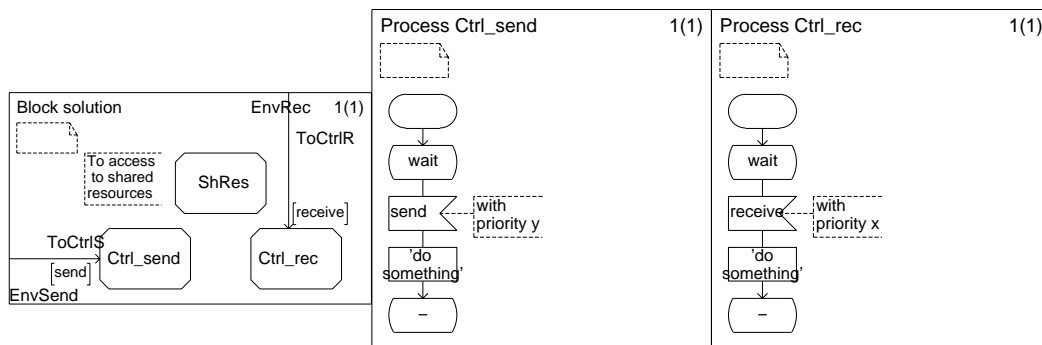 Block solution
EnvRec
1(1)
ToCtrlR
To access
to shared
resources
ShRes
[receive]
ToCtrlS
Ctrl_send
Ctrl_rec
[send]
EnvSend
Process Ctrl_send
1(1)
wait
send
with
priority y
'do
something'
–
Process Ctrl_rec
1(1)
wait
receive
with
priority x
'do
something'
–